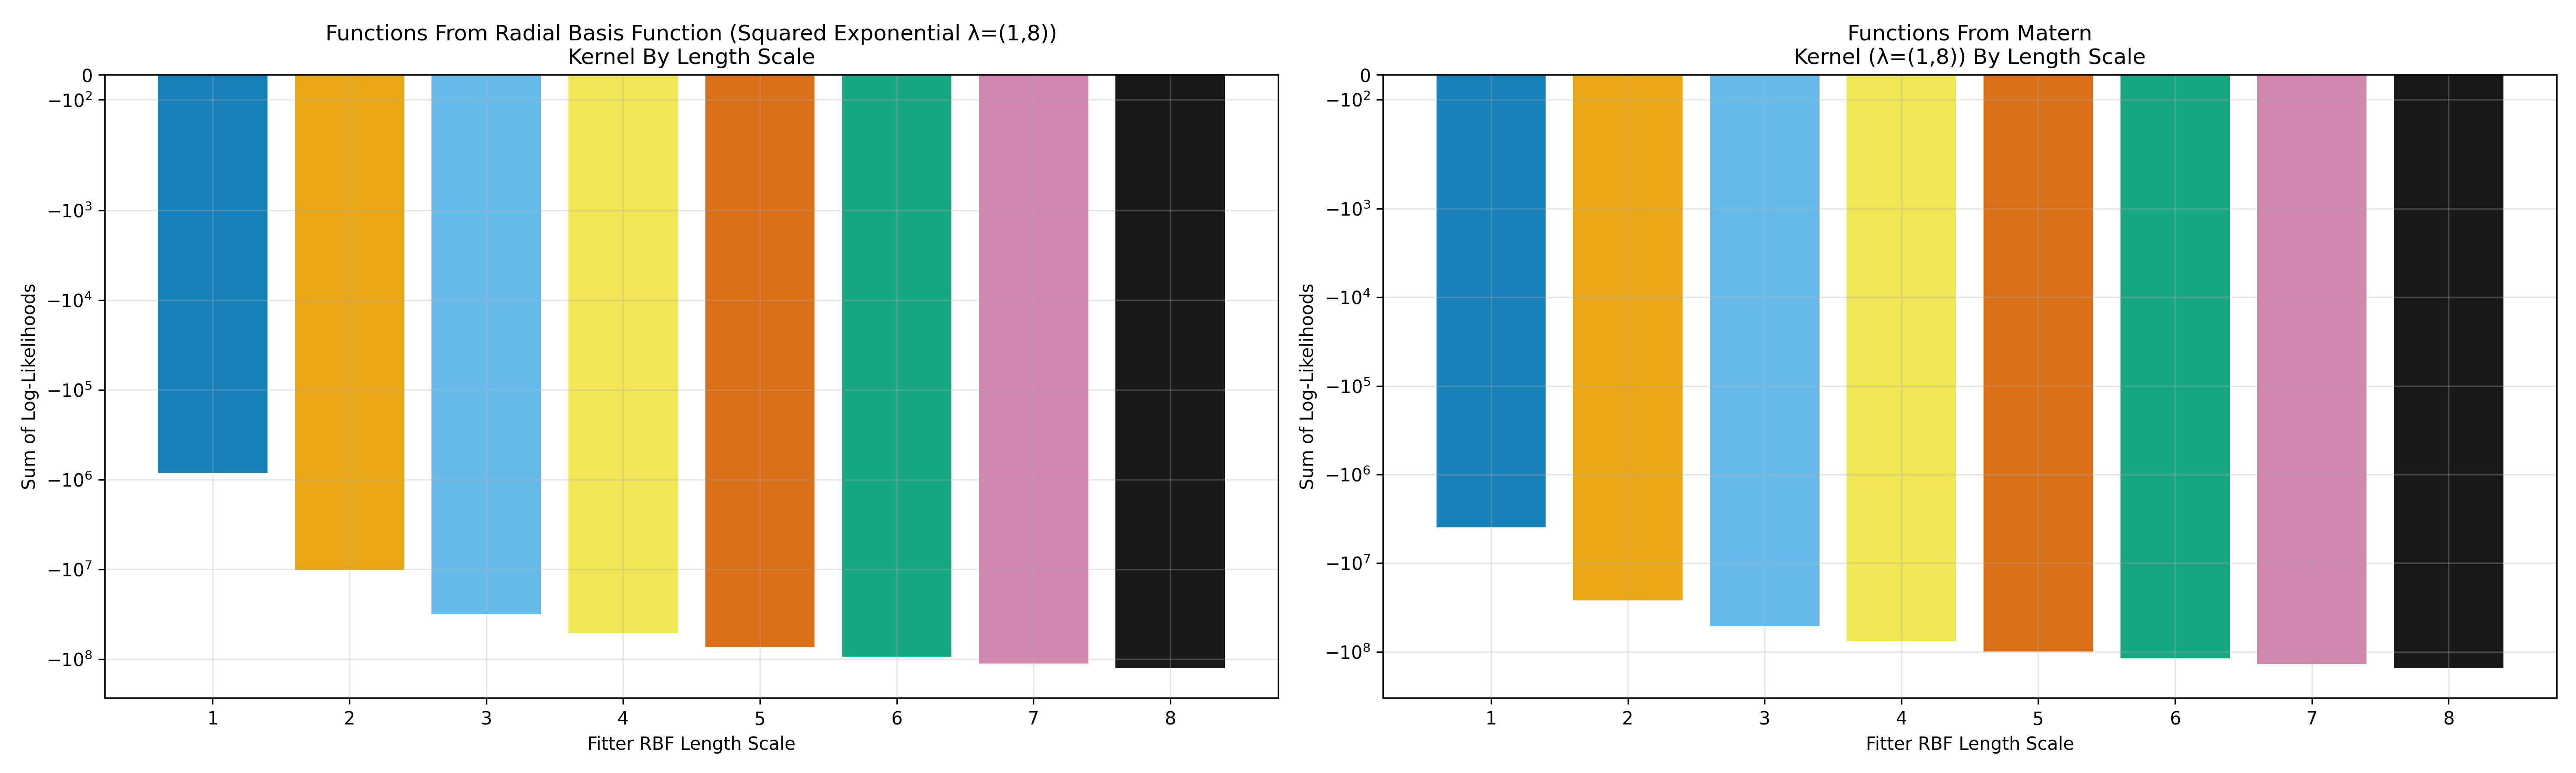 Functions From Radial Basis Function (Squared Exponential λ=(1,8))
Kernel By Length Scale
Sum of Log-Likelihoods
0
−10²
−10³
−10⁴
−10⁵
−10⁶
−10⁷
−10⁸
1 2 3 4 5 6 7 8
Fitter RBF Length Scale
Functions From Matern
Kernel (λ=(1,8)) By Length Scale
Sum of Log-Likelihoods
0
−10²
−10³
−10⁴
−10⁵
−10⁶
−10⁷
−10⁸
1 2 3 4 5 6 7 8
Fitter RBF Length Scale